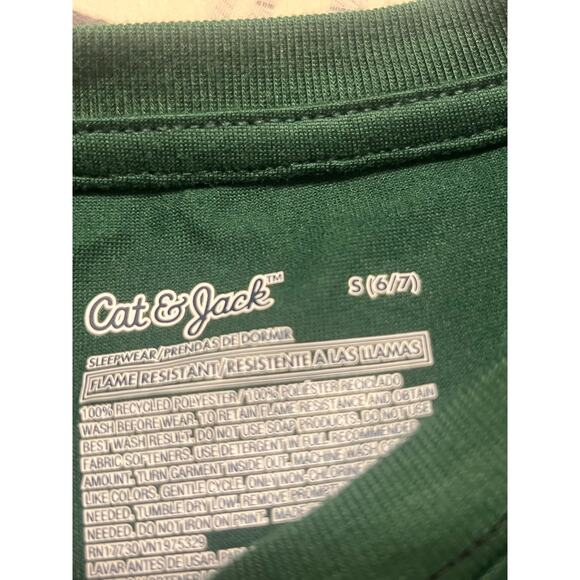 Cat & Jack™
S (6/7)
SLEEPWEAR/PRENDAS DE DORMIR
FLAME RESISTANT/RESISTENTE A LAS LLAMAS
100% RECYCLED POLYESTER / 100% POLIÉSTER RECICLADO
WASH BEFORE WEAR. TO RETAIN FLAME RESISTANCE AND OBTAIN
BEST WASH RESULT, DO NOT USE SOAP PRODUCTS. DO NOT USE
FABRIC SOFTENERS. USE DETERGENT IN FULL RECOMMENDED
AMOUNT. TURN GARMENT INSIDE OUT. MACHINE WASH
LIKE COLORS, GENTLE CYCLE. ONLY NON-CHLORINE
NEEDED. TUMBLE DRY LOW. REMOVE
NEEDED. DO NOT IRON ON PRINT.
RN17730 VN1975329
LAVAR ANTES DE USAR.